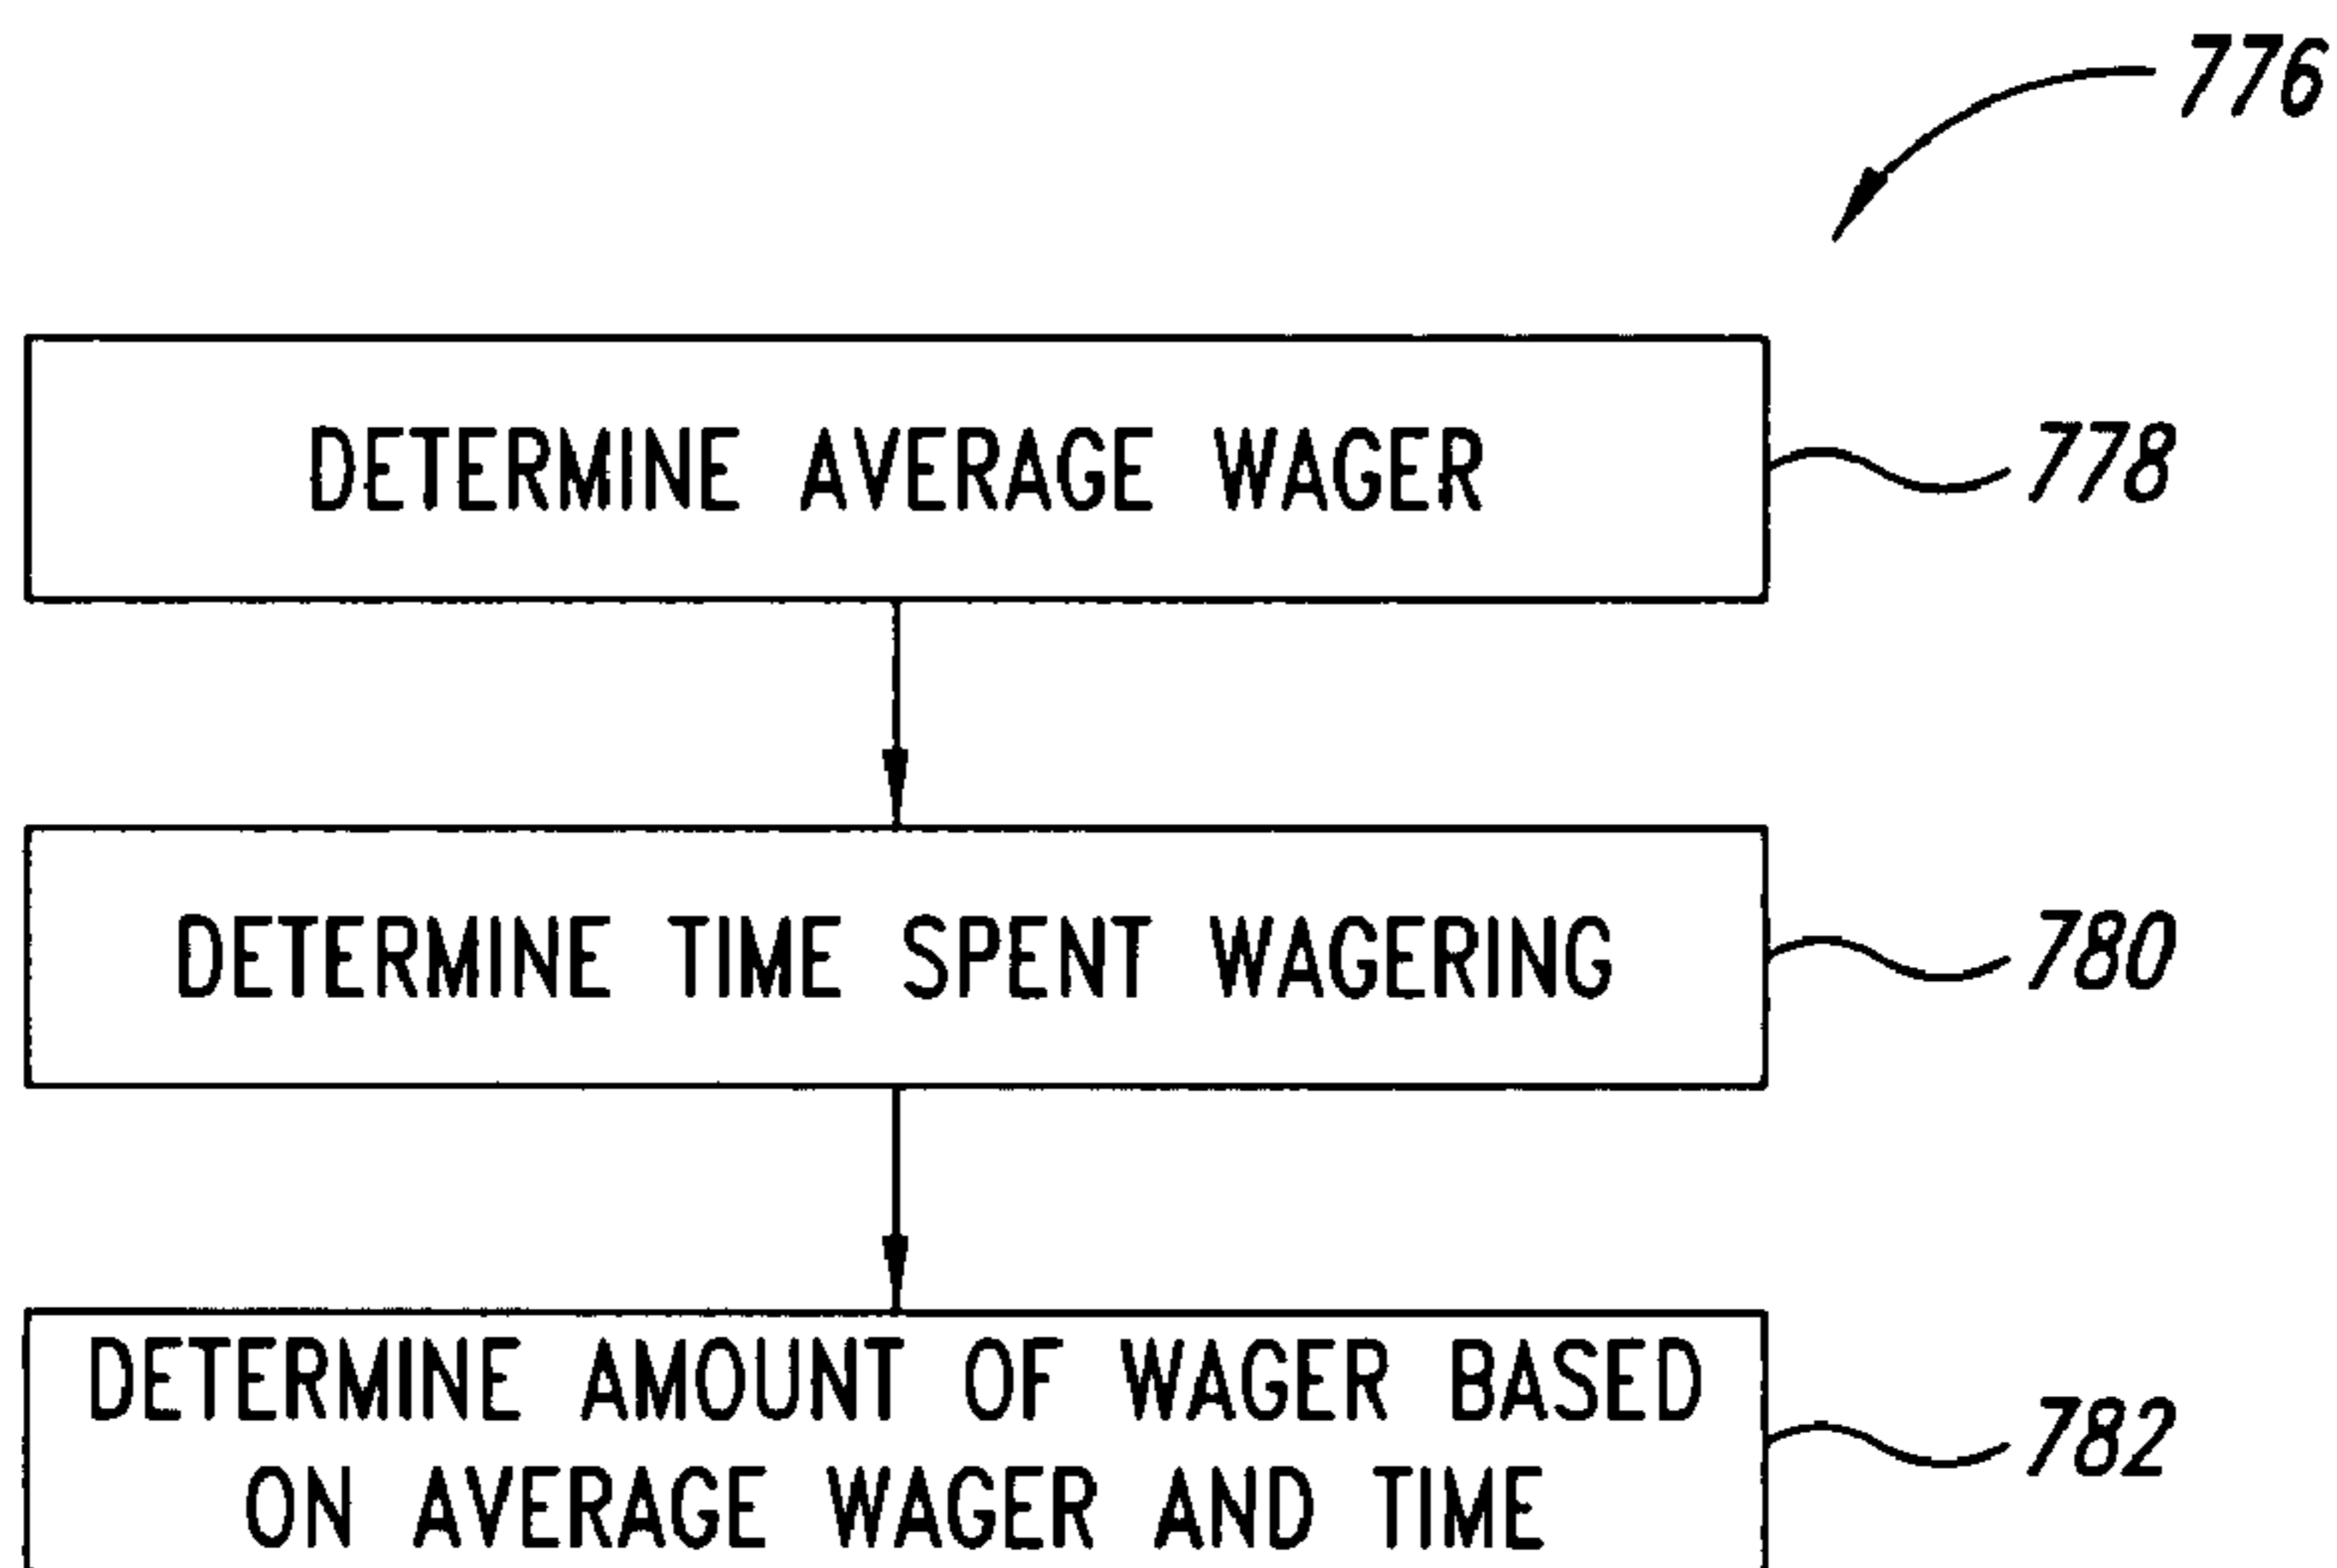 776
DETERMINE AVERAGE WAGER
778
DETERMINE TIME SPENT WAGERING
780
DETERMINE AMOUNT OF WAGER BASED
ON AVERAGE WAGER AND TIME
782